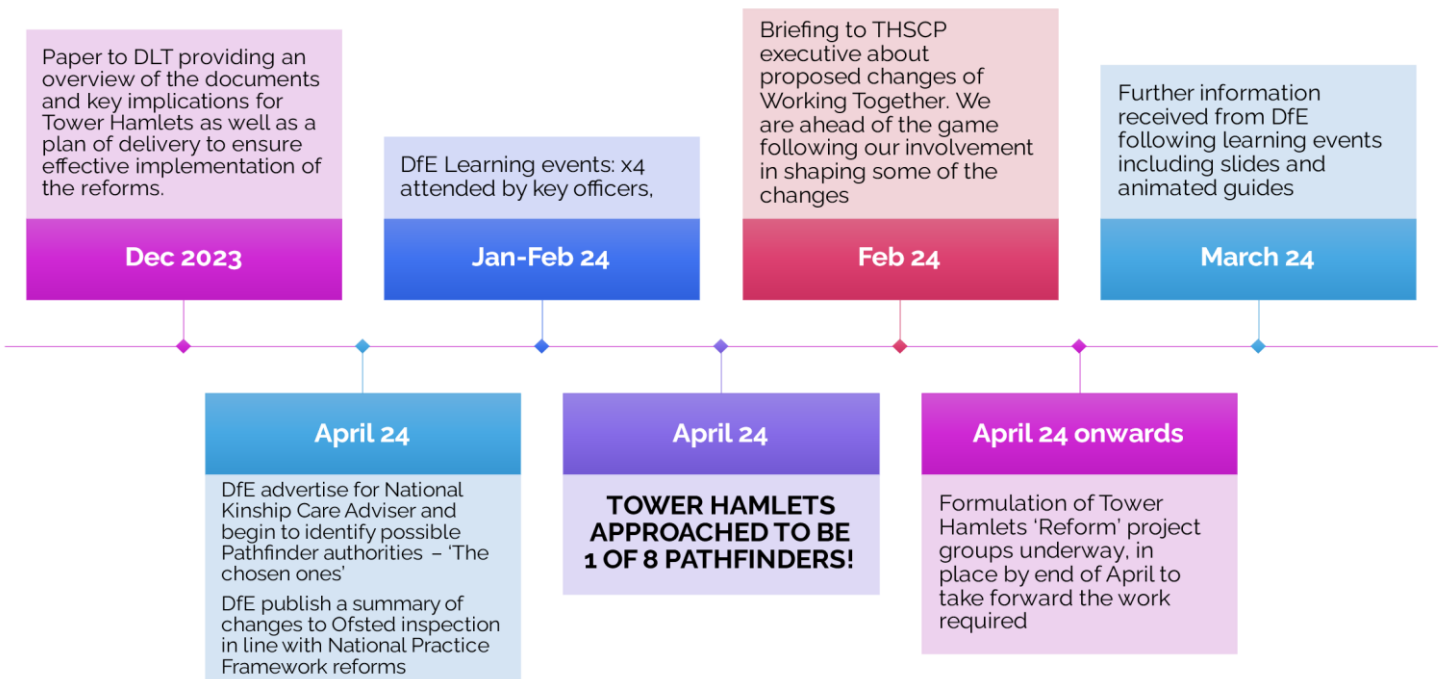 Paper to DLT providing an
overview of the documents
and key implications for
Tower Hamlets as well as a
plan of delivery to ensure
effective implementation of
the reforms.
Dec 2023
DfE Learning events: x4
attended by key officers,
Jan-Feb 24
Briefing to THSCP
executive about
proposed changes of
Working Together. We
are ahead of the game
following our involvement
in shaping some of the
changes
Feb 24
Further information
received from DfE
following learning events
including slides and
animated guides
March 24
April 24
DfE advertise for National
Kinship Care Adviser and
begin to identify possible
Pathfinder authorities – ‘The
chosen ones’
DfE publish a summary of
changes to Ofsted inspection
in line with National Practice
Framework reforms
April 24
TOWER HAMLETS
APPROACHED TO BE
1 OF 8 PATHFINDERS!
April 24 onwards
Formulation of Tower
Hamlets ‘Reform’ project
groups underway, in
place by end of April to
take forward the work
required